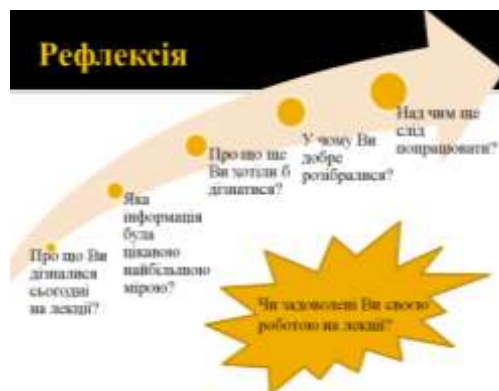 Рефлексія
Про що Ви
дізналися
сьогодні
на лекції?
Яка
інформація
була
цікавою
найбільшою
мірою?
Про що ще
Ви хотіли б
дізнатися?
У чому Ви
добре
розібралися?
Над чим ще
слід
попрацювати?
Чи задоволені Ви своєю
роботою на лекції?